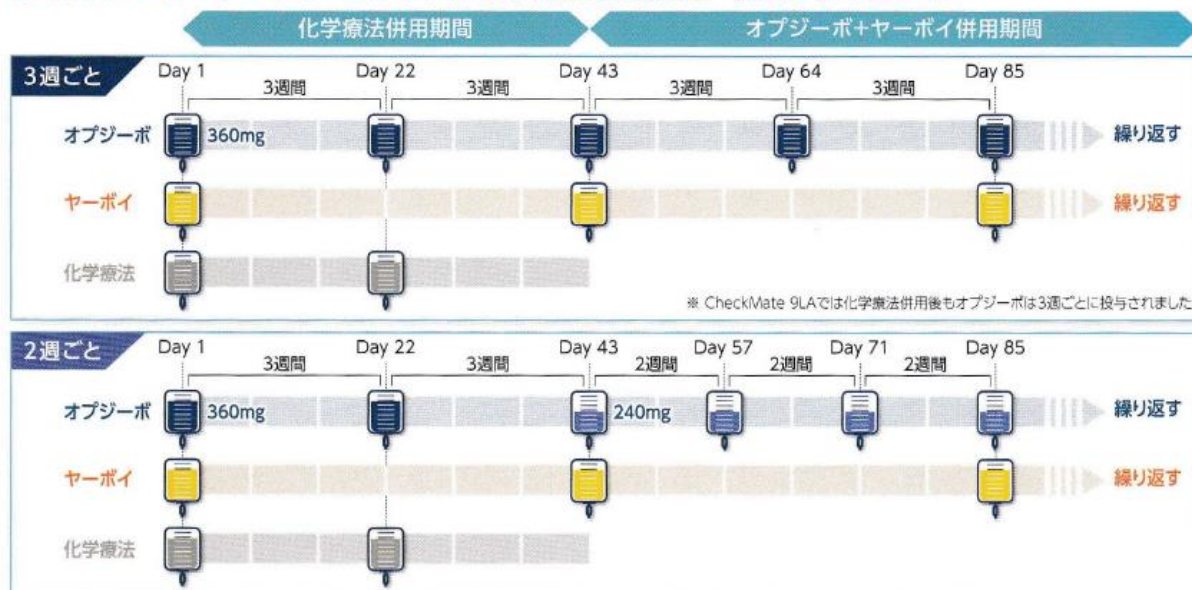 化学療法併用期間 オプジーボ+ヤーボイ併用期間
3週ごと Day 1 Day 22 Day 43 Day 64 Day 85
3週間 3週間 3週間 3週間
オプジーボ 360mg 繰り返す
ヤーボイ 繰り返す
化学療法
※ CheckMate 9LAでは化学療法併用後もオプジーボは3週ごとに投与されました
2週ごと Day 1 Day 22 Day 43 Day 57 Day 71 Day 85
3週間 3週間 2週間 2週間 2週間
オプジーボ 360mg 240mg 繰り返す
ヤーボイ 繰り返す
化学療法